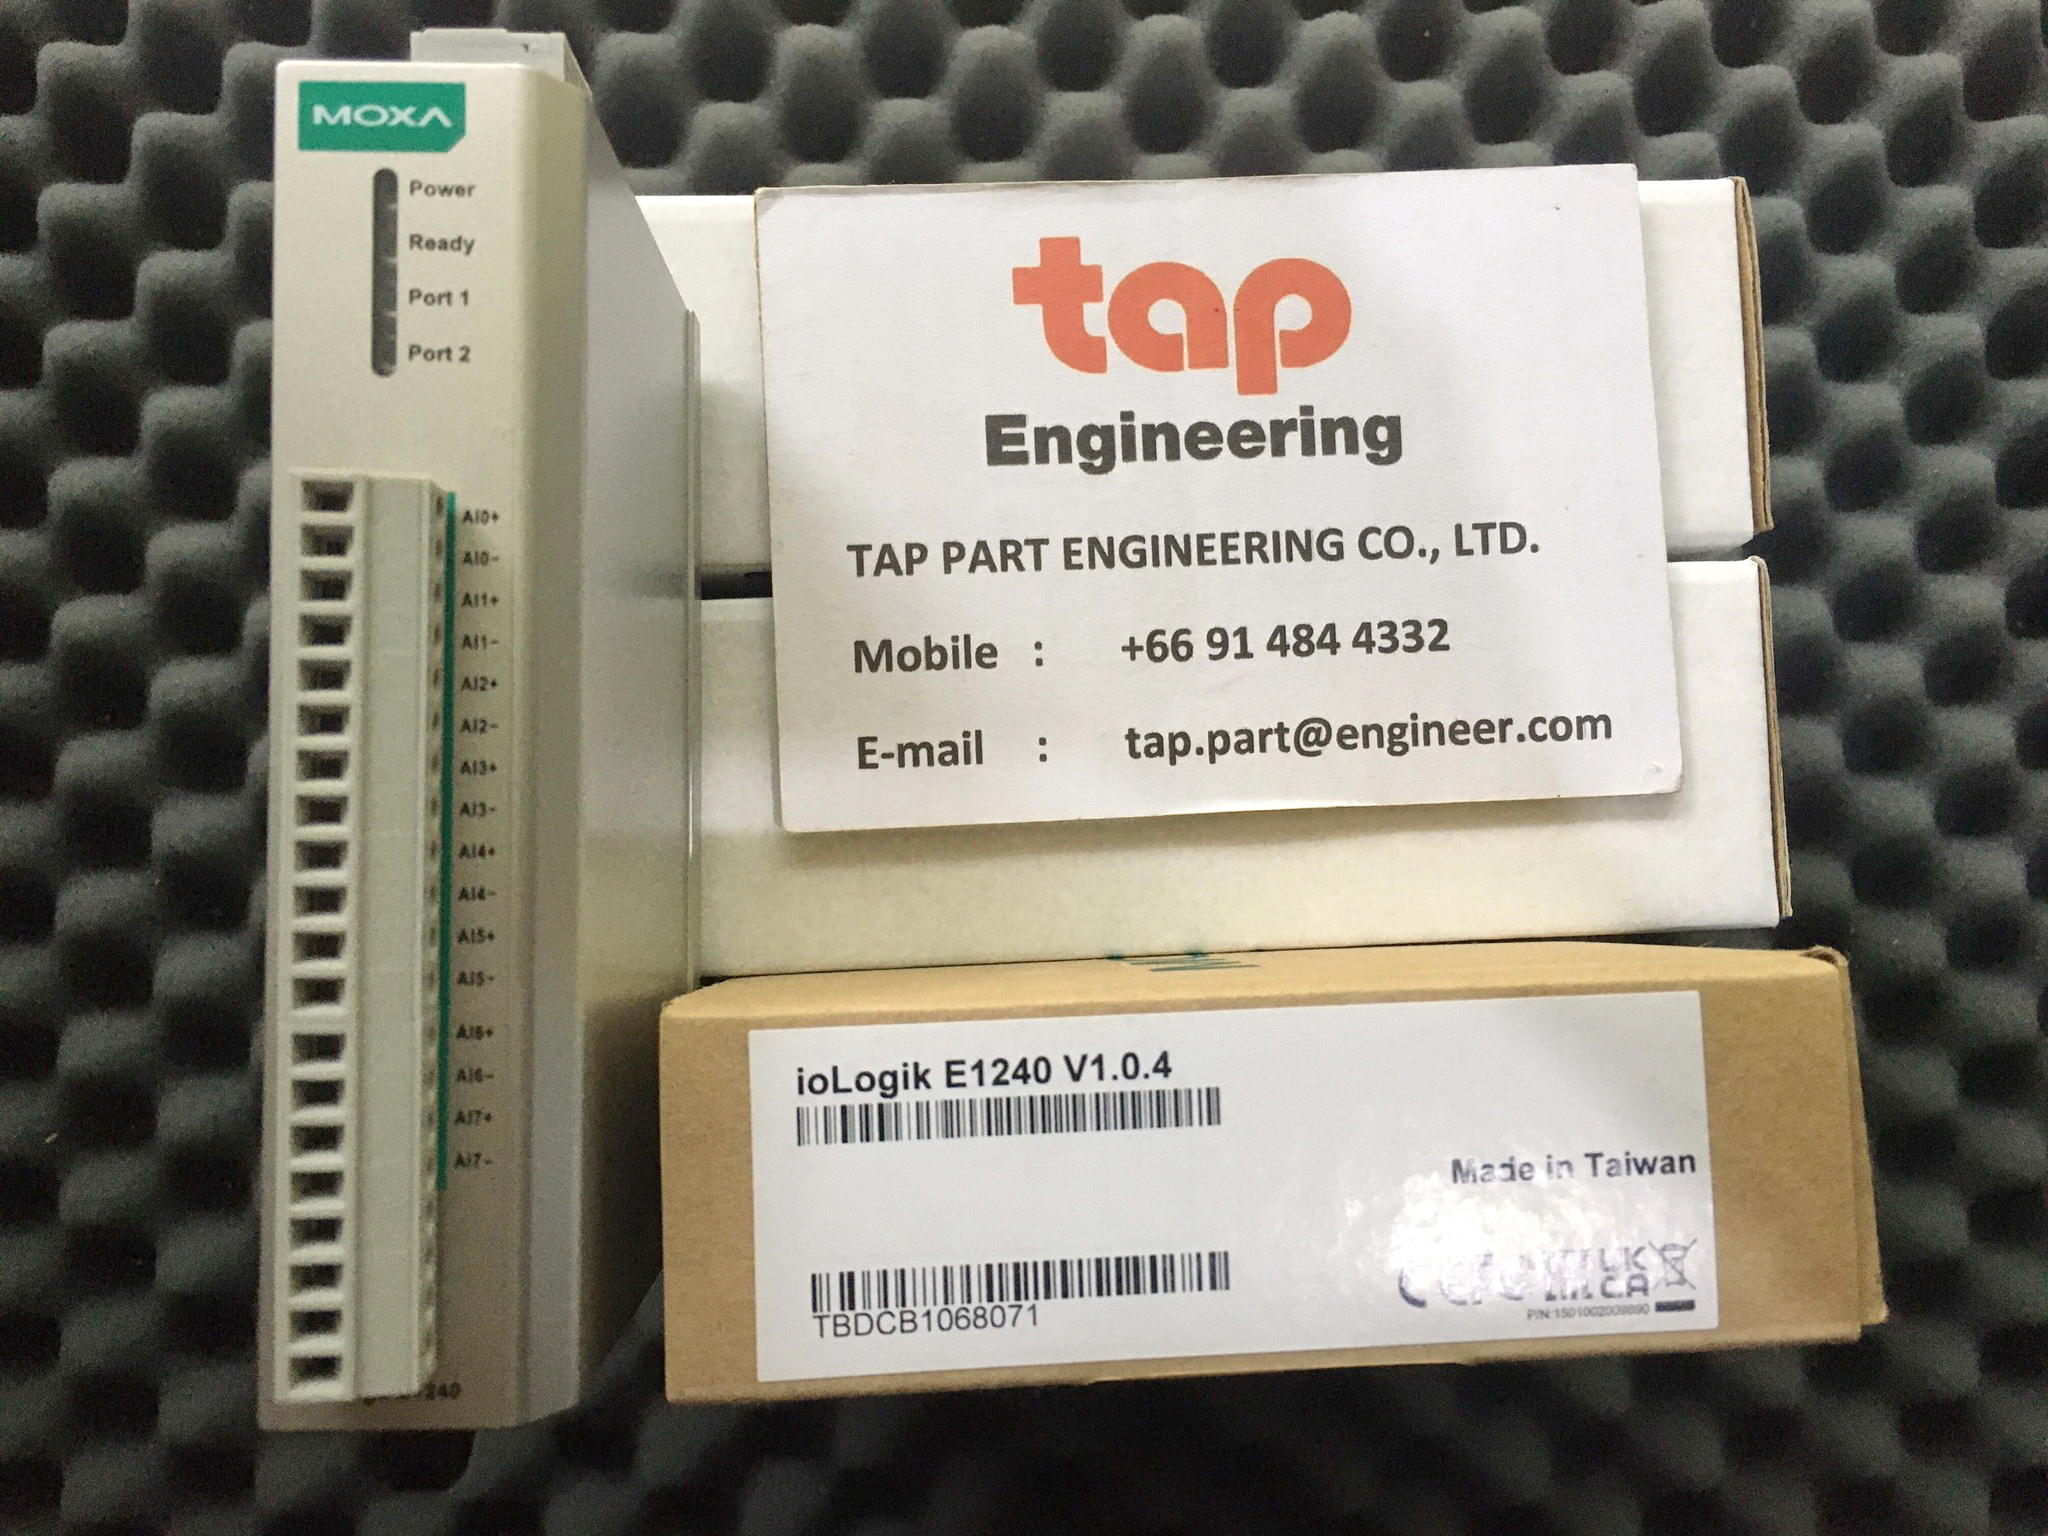 MOXA
Power
Ready
Port 1
Port 2
AI0+
AI0-
AI1+
AI1-
AI2+
AI2-
AI3+
AI3-
AI4+
AI4-
AI5+
AI5-
AI6+
AI6-
AI7+
AI7-
tap
Engineering
TAP PART ENGINEERING CO., LTD.
Mobile : +66 91 484 4332
E-mail : tap.part@engineer.com
ioLogik E1240 V1.0.4
Made in Taiwan
TBDCB1068071
UK
CA